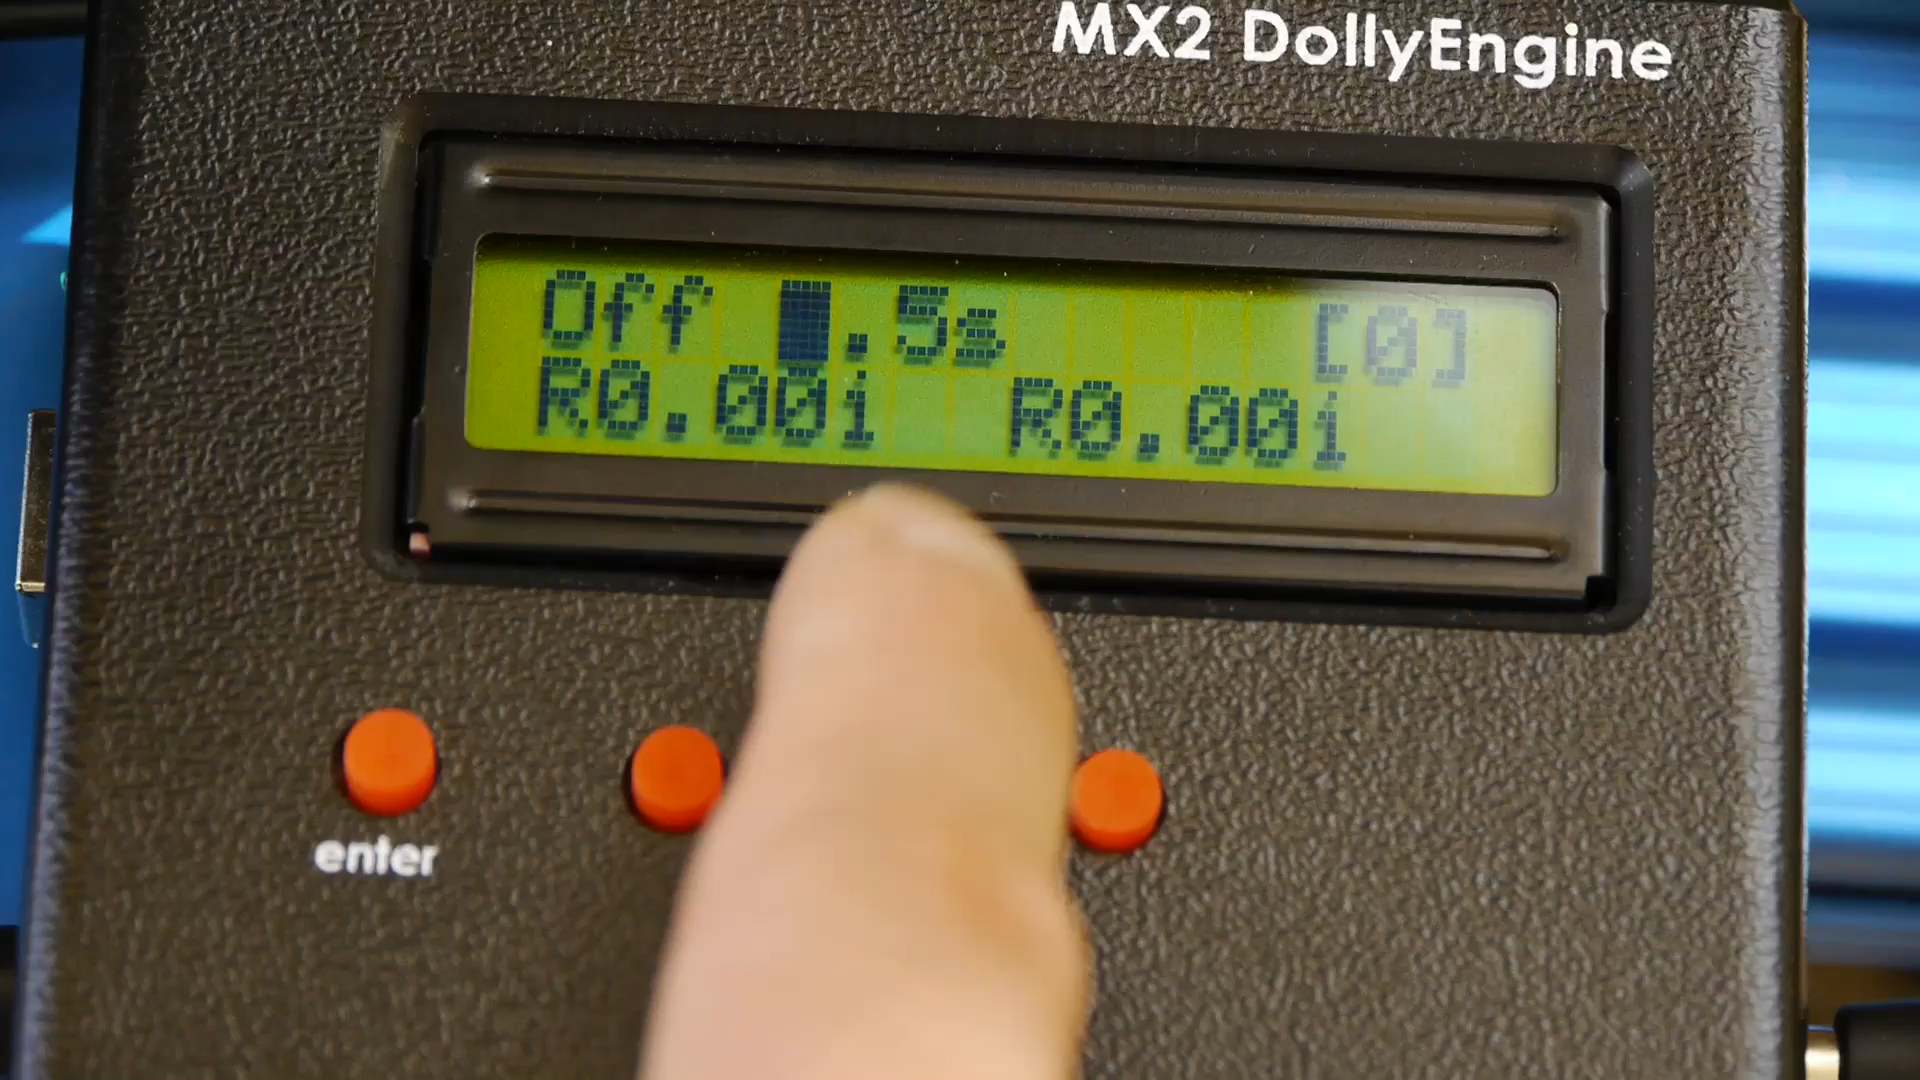 MX2 DollyEngine
Off █.5s [0]
R0.00i R0.00i
enter